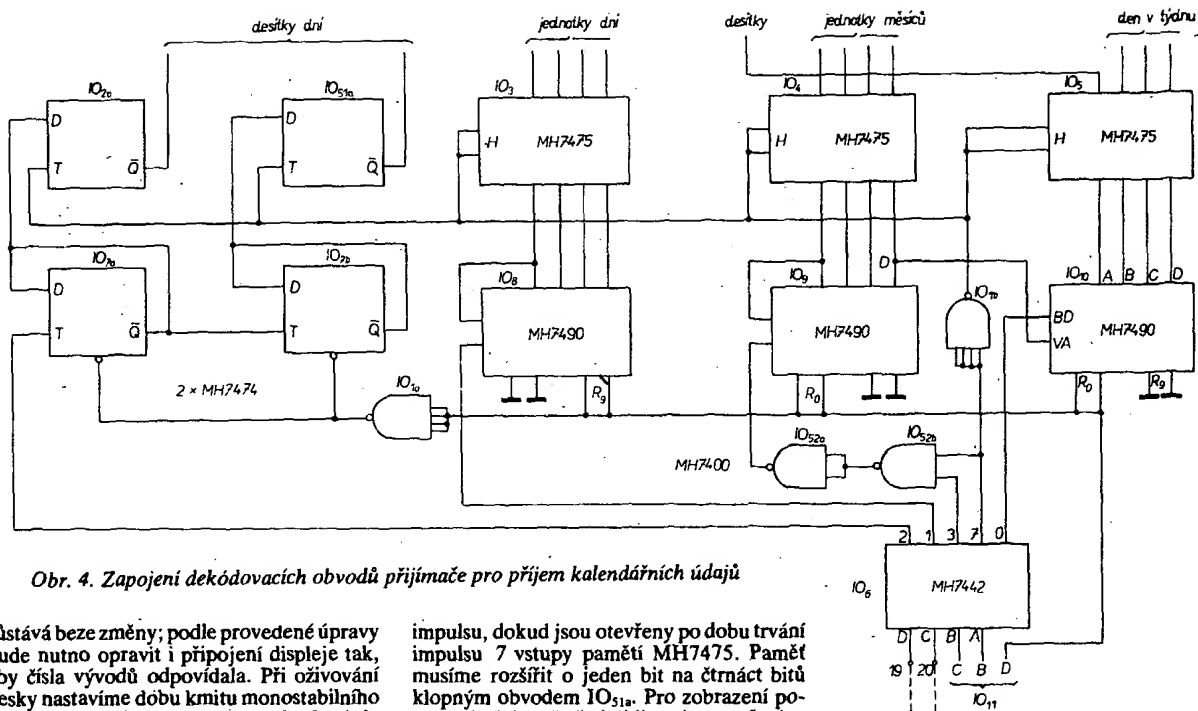 desítky dní
jednotky dní
desítky
jednotky měsíců
den v týdnu
IO51a
IO3
IO4
IO5
D
T
Q̄
D
T
Q̄
H
MH7475
H
MH7475
H
MH7475
IO7a
IO7b
IO8
IO9
D
IO1b
IO10
A B C D
D
T
Q̄
D
T
Q̄
MH7490
MH7490
BD
VA
MH7490
2 × MH7474
IO1a
R9
R0
R0
R9
MH7400
IO52a
IO52b
2 1 3 7 0
IO6
MH7442
D C B A
19 20 C B D
IO11
Obr. 4. Zapojení dekódovacích obvodů přijímače pro příjem kalendářních údajů
ůstává beze změny; podle provedené úpravy
ude nutno opravit i připojení displeje tak,
by čísla vývodů odpovídala. Při oživování
esky nastavíme dobu kmitu monostabilního
impulsu, dokud jsou otevřeny po dobu trvání
impulsu 7 vstupy pamětí MH7475. Paměť
musíme rozšířit o jeden bit na čtrnáct bitů
klopným obvodem IO51a. Pro zobrazení po-